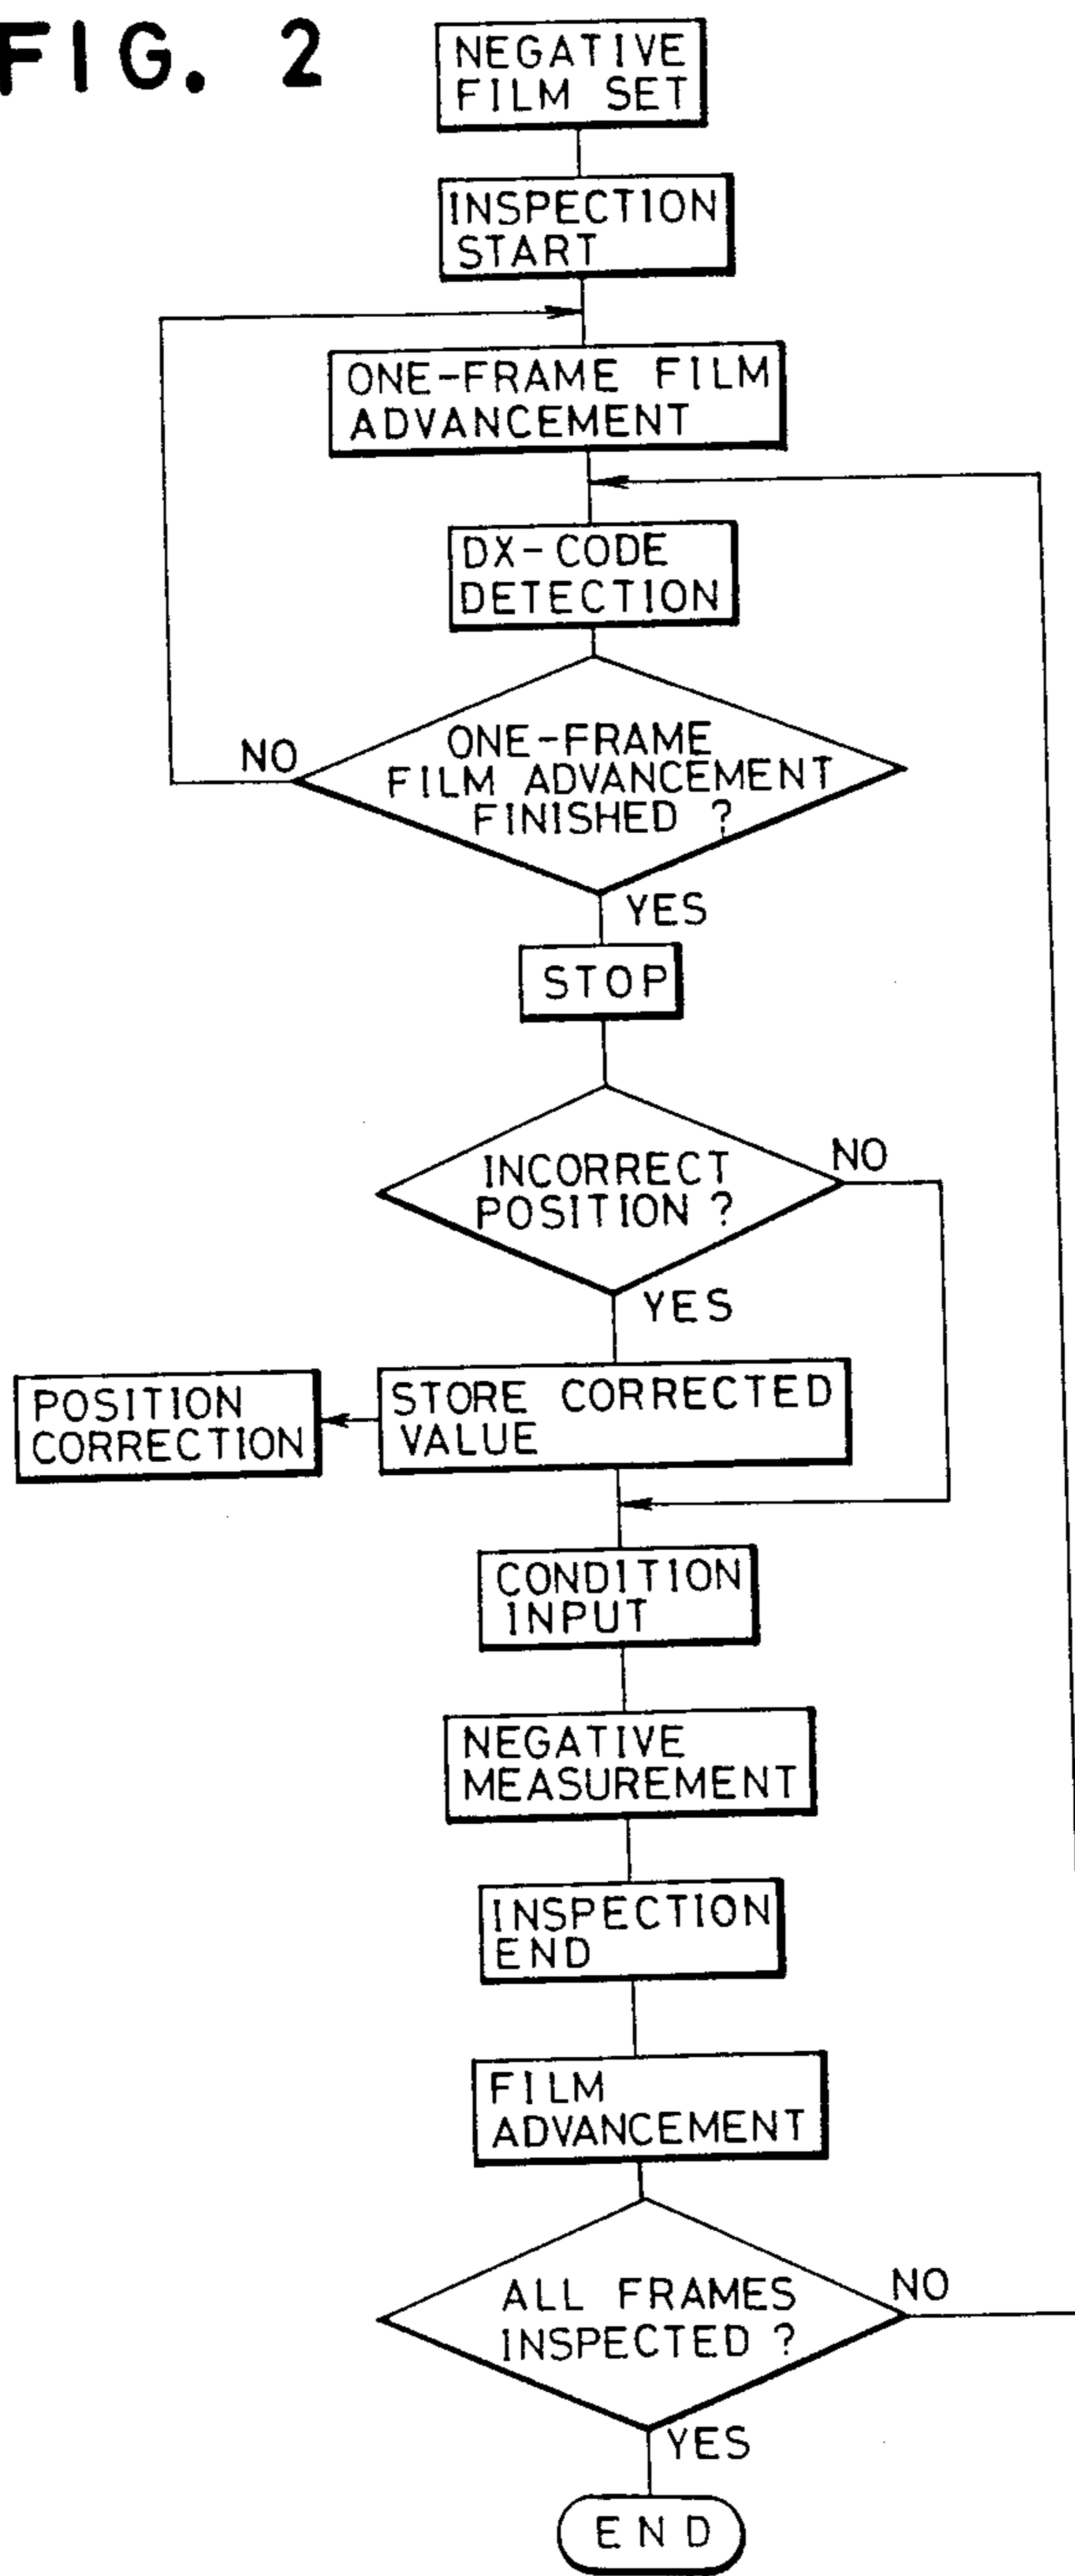 FIG. 2
NEGATIVE
FILM SET
INSPECTION
START
ONE-FRAME FILM
ADVANCEMENT
DX-CODE
DETECTION
NO
ONE-FRAME
FILM ADVANCEMENT
FINISHED ?
YES
STOP
INCORRECT
POSITION ?
NO
YES
POSITION
CORRECTION
STORE CORRECTED
VALUE
CONDITION
INPUT
NEGATIVE
MEASUREMENT
INSPECTION
END
FILM
ADVANCEMENT
ALL FRAMES
INSPECTED ?
NO
YES
END